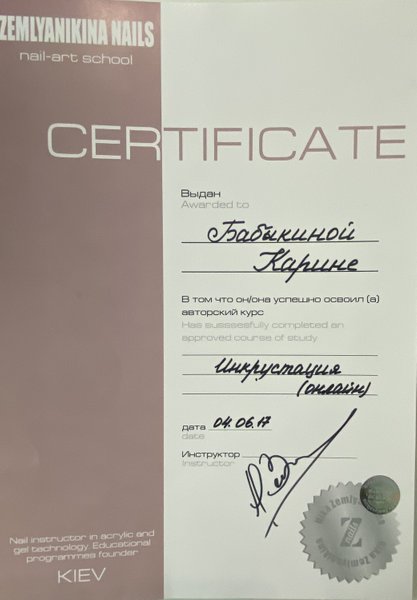 ZEMLYANIKINA NAILS
nail-art school
CERTIFICATE
Выдан
Awarded to
Бабыкиной
Карине
В том что он/она успешно освоил (а)
авторский курс
Has susssesfully completed an
approved course of study
Инкрустация
(онлайн)
дата 04.06.17
date
Инструктор
Instructor
Nail instructor in acrylic and
gel technology. Educational
programmes founder
KIEV
Z
nails